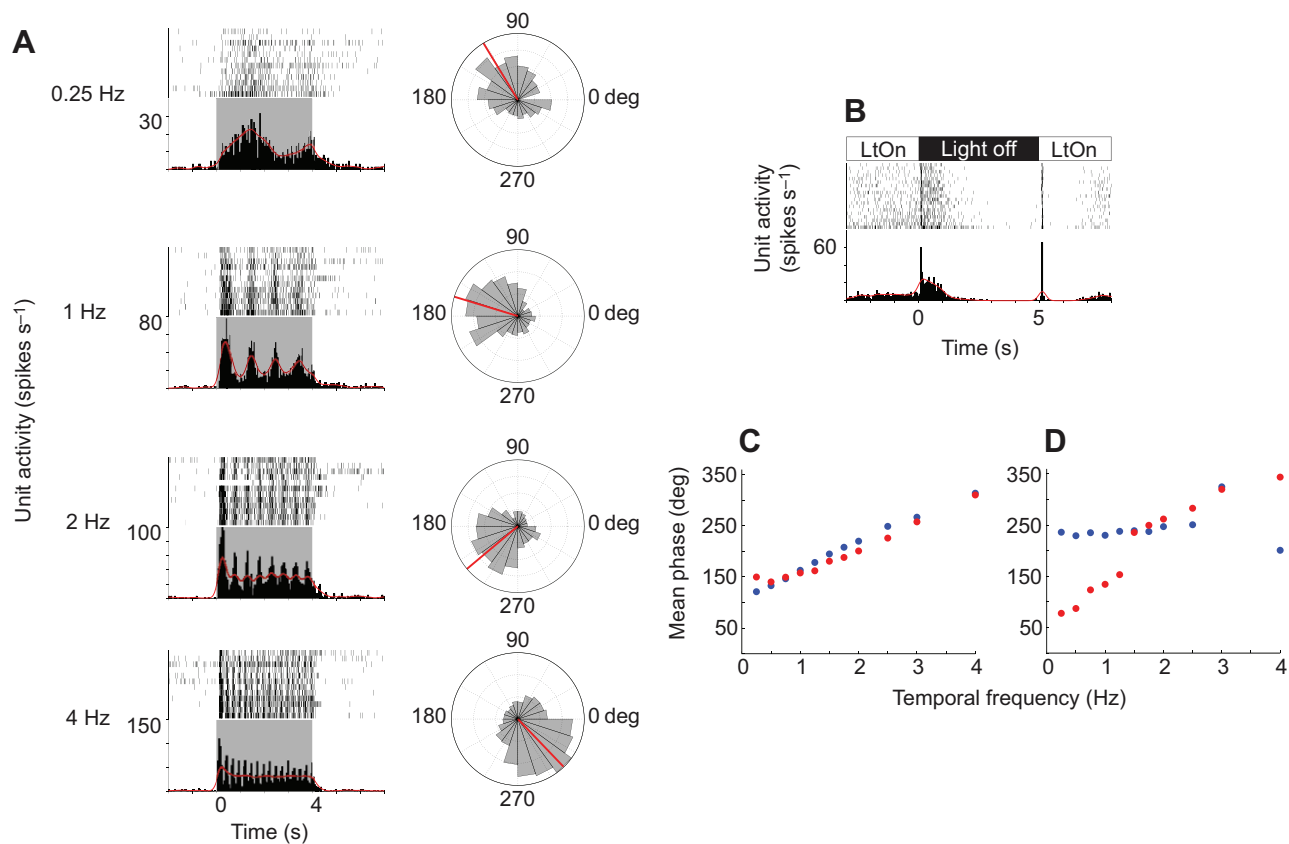 A
0.25 Hz
30
90
180
0 deg
270
1 Hz
80
90
180
0 deg
270
Unit activity (spikes s–1)
2 Hz
100
90
180
0 deg
270
4 Hz
150
90
180
0 deg
270
0 4
Time (s)
B
LtOn Light off LtOn
Unit activity
(spikes s–1)
60
0 5
Time (s)
C
Mean phase (deg)
350
250
150
50
0 1 2 3 4
D
350
250
150
50
0 1 2 3 4
Temporal frequency (Hz)